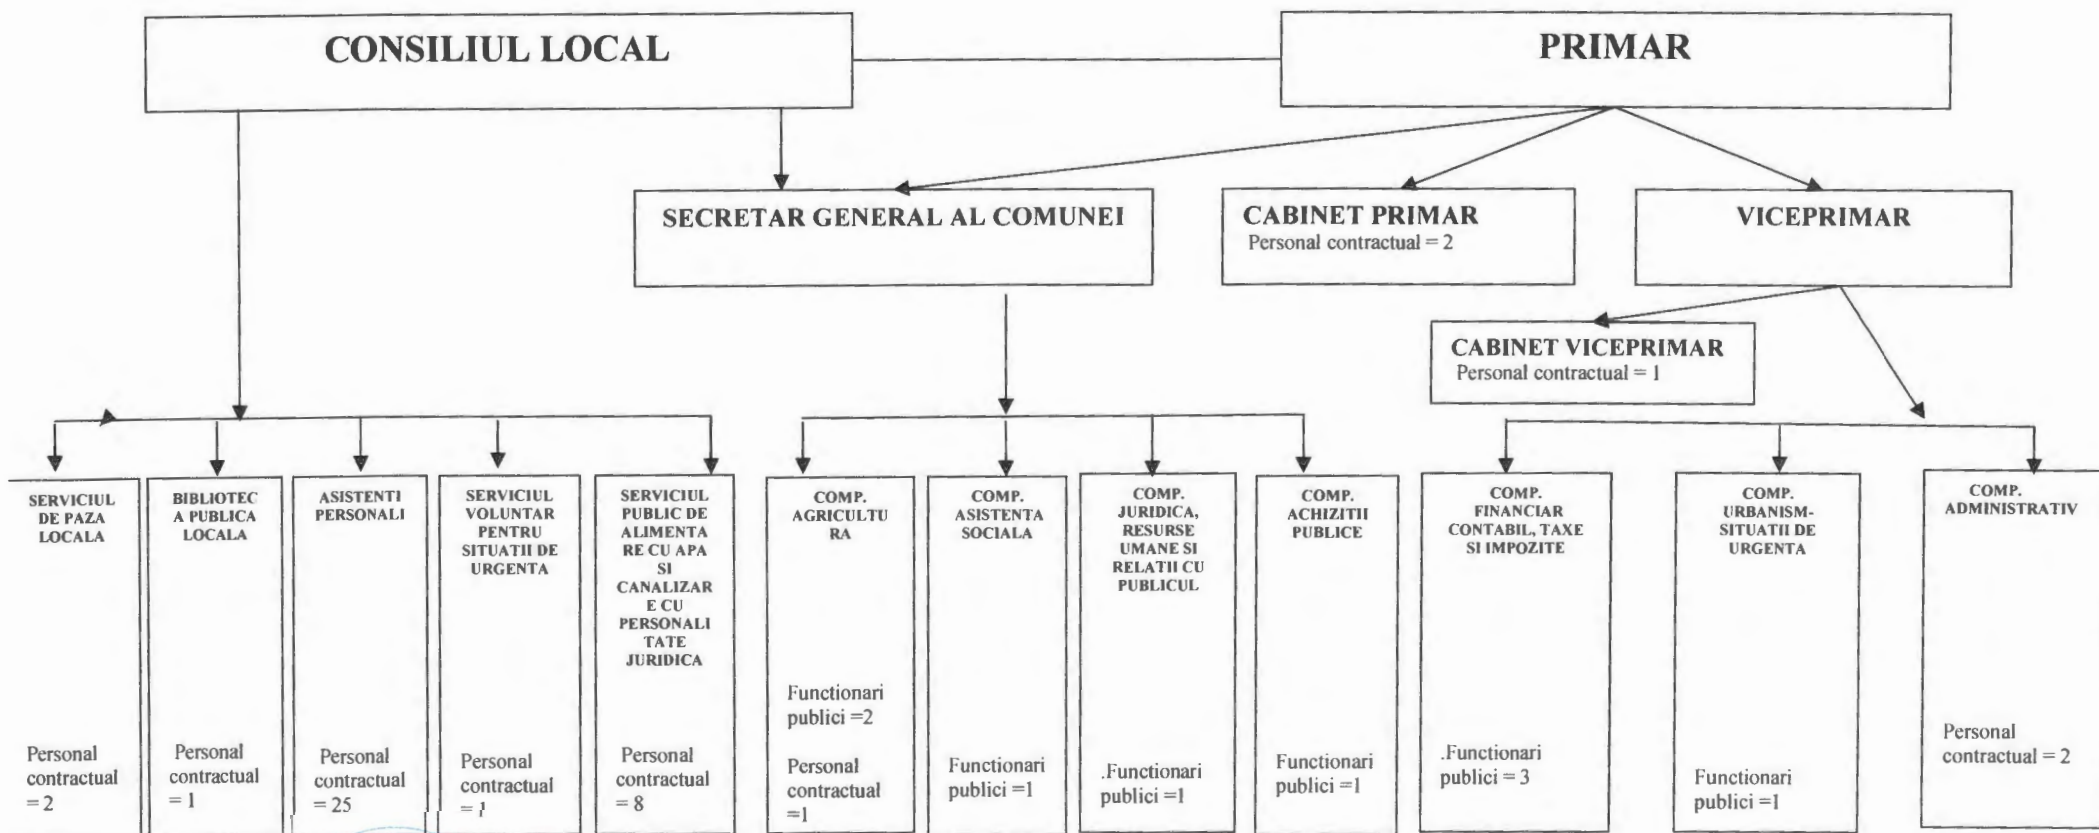 CONSILIUL LOCAL
PRIMAR
SECRETAR GENERAL AL COMUNEI
CABINET PRIMAR
Personal contractual = 2
VICEPRIMAR
CABINET VICEPRIMAR
Personal contractual = 1
SERVICIUL
DE PAZA
LOCALA
Personal
contractual
= 2
BIBLIOTEC
A PUBLICA
LOCALA
Personal
contractual
= 1
ASISTENTI
PERSONALI
Personal
contractual
= 25
SERVICIUL
VOLUNTAR
PENTRU
SITUATII DE
URGENTA
Personal
contractual
= 1
SERVICIUL
PUBLIC DE
ALIMENTA
RE CU APA
SI
CANALIZAR
E CU
PERSONALI
TATE
JURIDICA
Personal
contractual
= 8
COMP.
AGRICULTU
RA
Functionari
publici =2
Personal
contractual
=1
COMP.
ASISTENTA
SOCIALA
Functionari
publici =1
COMP.
JURIDICA,
RESURSE
UMANE SI
RELATII CU
PUBLICUL
.Functionari
publici =1
COMP.
ACHIZITII
PUBLICE
Functionari
publici =1
COMP.
FINANCIAR
CONTABIL, TAXE
SI IMPOZITE
.Functionari
publici = 3
COMP.
URBANISM-
SITUATII DE
URGENTA
Functionari
publici =1
COMP.
ADMINISTRATIV
Personal
contractual = 2